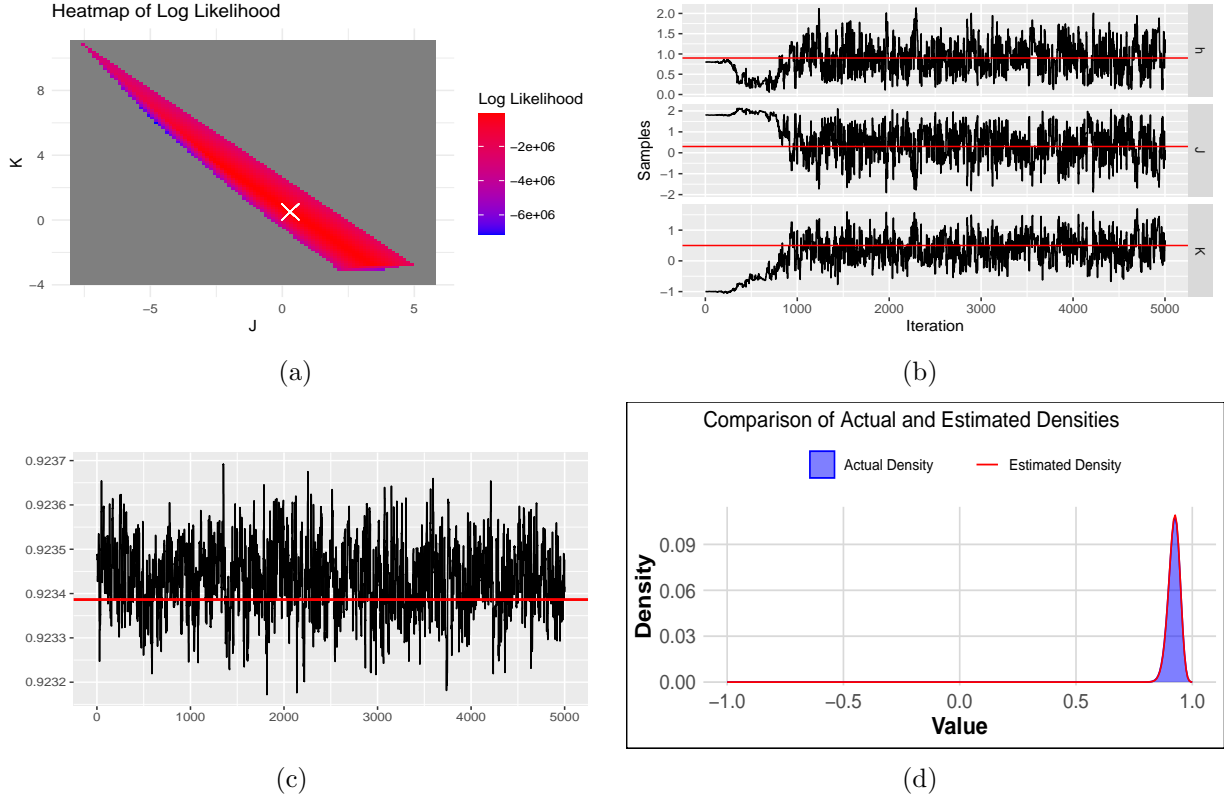 Heatmap of Log Likelihood
8
4
0
−4
K
−5
0
5
J
Log Likelihood
−2e+06
−4e+06
−6e+06
(a)
2.0
1.5
1.0
0.5
0.0
h
2
1
0
−1
−2
J
1
0
−1
K
Samples
0
1000
2000
3000
4000
5000
Iteration
(b)
0.9237
0.9236
0.9235
0.9234
0.9233
0.9232
0
1000
2000
3000
4000
5000
(c)
Comparison of Actual and Estimated Densities
Actual Density
Estimated Density
0.09
0.06
0.03
0.00
Density
−1.0
−0.5
0.0
0.5
1.0
Value
(d)